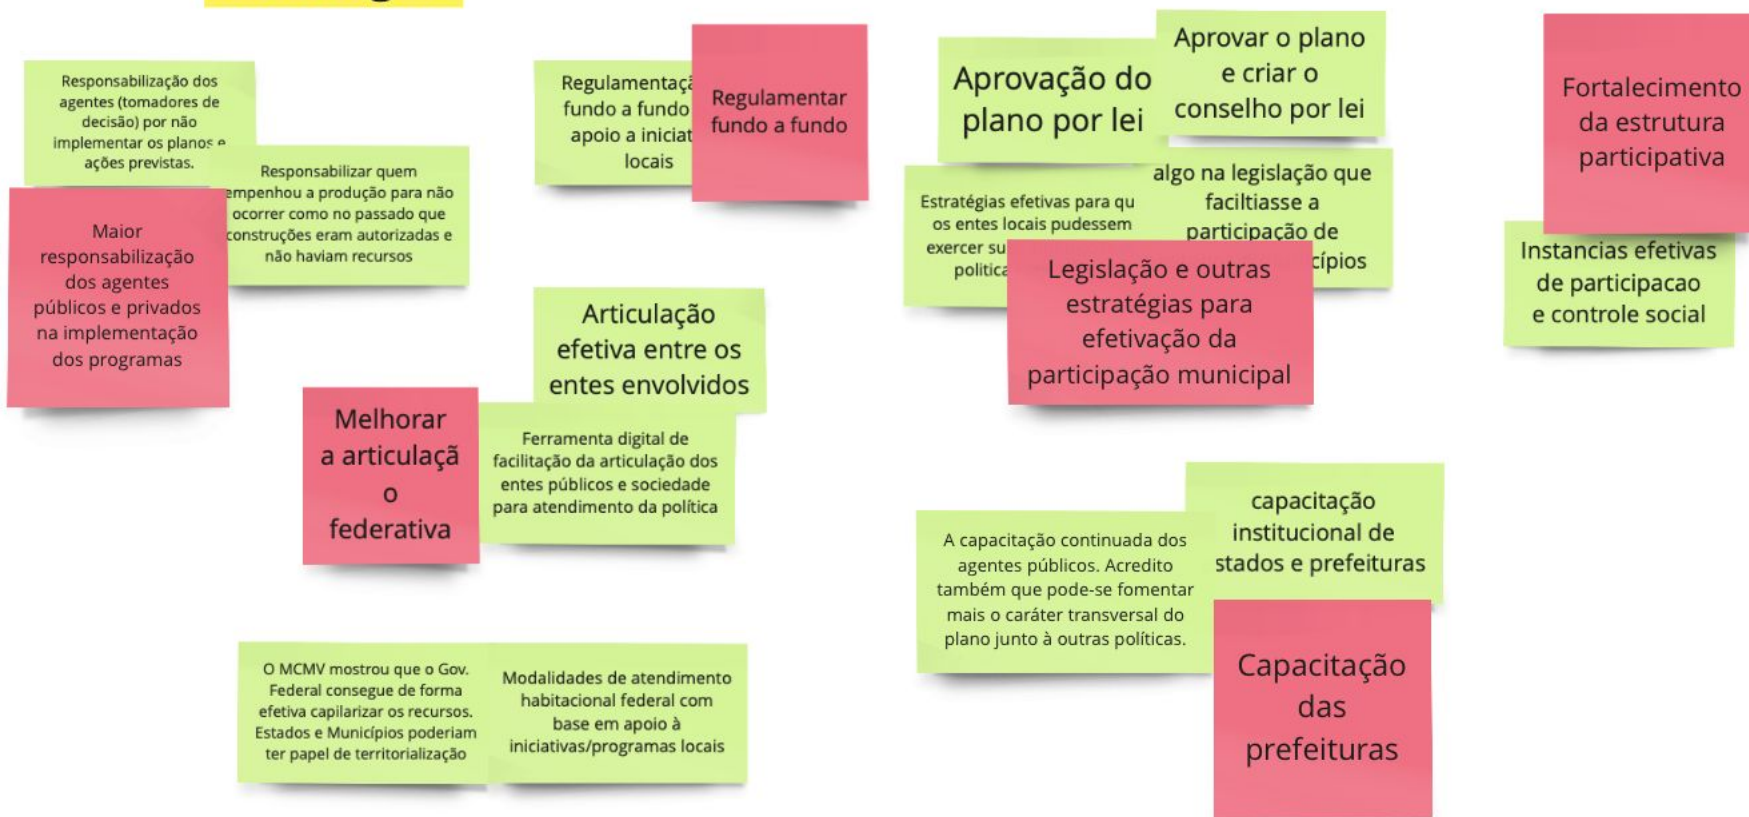 Responsabilização dos
agentes (tomadores de
decisão) por não
implementar os planos e
ações previstas.
Responsabilizar quem
empenhou a produção para não
ocorrer como no passado que
construções eram autorizadas e
não haviam recursos
Maior
responsabilização
dos agentes
públicos e privados
na implementação
dos programas
fundo a fundo
apoio a
locais
Regulamentar
fundo a fundo
Articulação
efetiva entre os
entes envolvidos
Melhorar
a articulaçã
o
federativa
Ferramenta digital de
facilitação da articulação dos
entes públicos e sociedade
para atendimento da política
O MCMV mostrou que o Gov.
Federal consegue de forma
efetiva capilarizar os recursos.
Estados e Municípios poderiam
ter papel de territorialização
Modalidades de atendimento
habitacional federal com
base em apoio à
iniciativas/programas locais
Aprovação do
plano por lei
Aprovar o plano
e criar o
conselho por lei
Estratégias efetivas para
os entes locais pudessem
exercer
algo na legislação que
faciltiasse a
participação de
Legislação e outras
estratégias para
efetivação da
participação municipal
A capacitação continuada dos
agentes públicos. Acredito
também que pode-se fomentar
mais o caráter transversal do
plano junto à outras políticas.
capacitação
institucional de
stados e prefeituras
Capacitação
das
prefeituras
Fortalecimento
da estrutura
participativa
Instancias efetivas
de participacao
e controle social